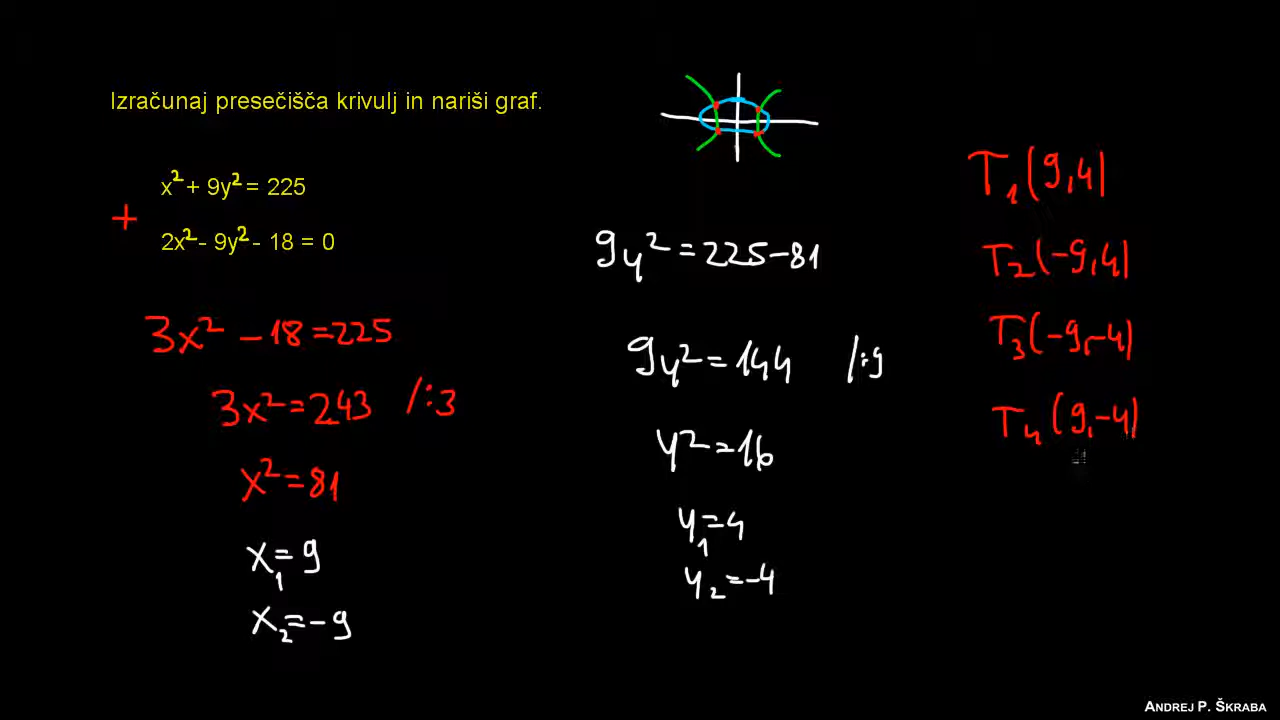 Izračunaj presečišča krivulj in nariši graf.
x² + 9y² = 225
+
2x² - 9y² - 18 = 0
3x² - 18 = 225
3x² = 243 /:3
x² = 81
x₁ = 9
x₂ = -9
9y² = 225 - 81
9y² = 144 /:9
y² = 16
y₁ = 4
y₂ = -4
T₁(9,4)
T₂(-9,4)
T₃(-9,-4)
T₄(9,-4)
ANDREJ P. ŠKRABA